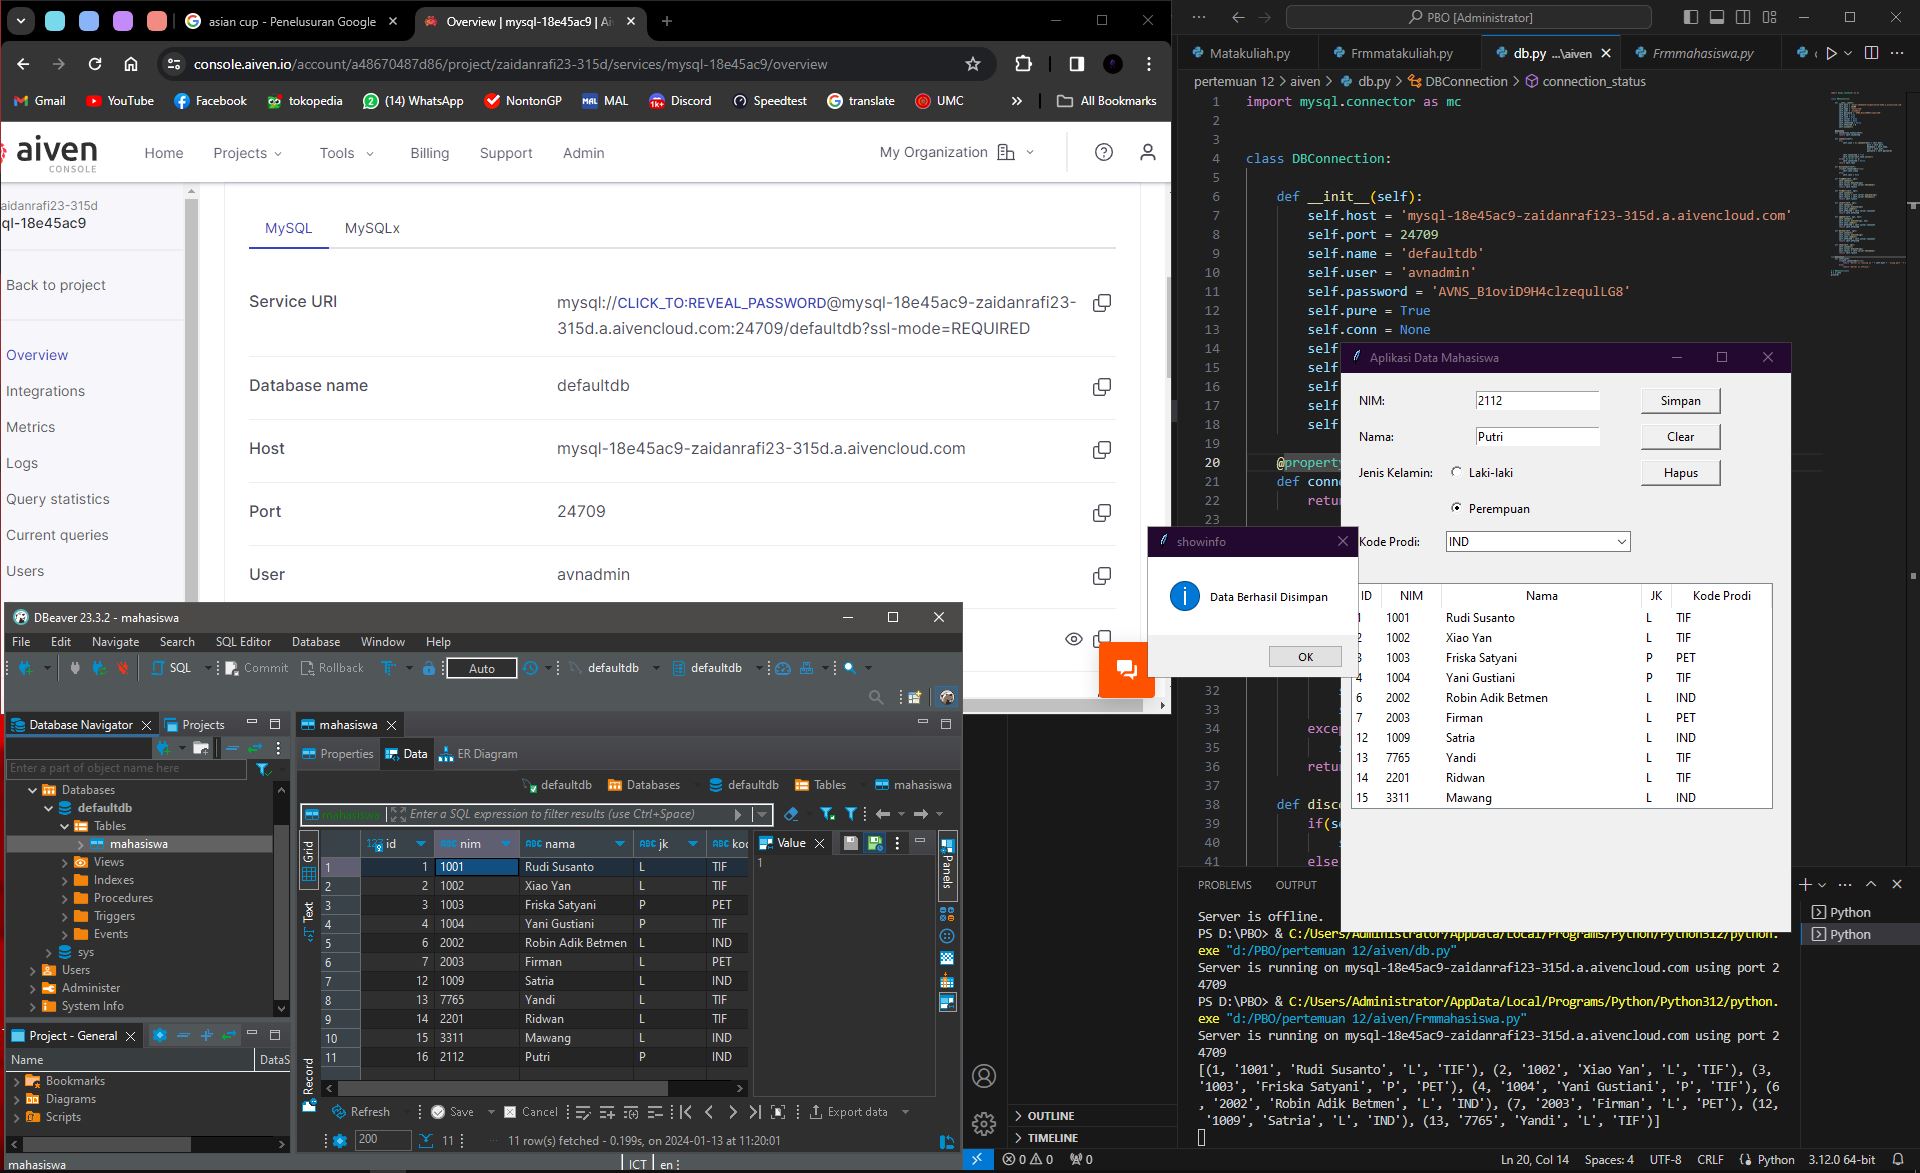 asian cup - Penelusuran Google
Overview | mysql-18e45ac9 | Ai
console.aiven.io/account/a48670487d86/project/zaidanrafi23-315d/services/mysql-18e45ac9/overview
Gmail YouTube Facebook tokopedia (14) WhatsApp NontonGP MAL Discord Speedtest translate UMC » All Bookmarks
aiven
CONSOLE
Home Projects Tools Billing Support Admin My Organization
zaidanrafi23-315d
mysql-18e45ac9
Back to project
Overview
Integrations
Metrics
Logs
Query statistics
Current queries
Users
MySQL MySQLx
Service URI
mysql://CLICK_TO:REVEAL_PASSWORD@mysql-18e45ac9-zaidanrafi23-
315d.a.aivencloud.com:24709/defaultdb?ssl-mode=REQUIRED
Database name defaultdb
Host mysql-18e45ac9-zaidanrafi23-315d.a.aivencloud.com
Port 24709
User avnadmin
DBeaver 23.3.2 - mahasiswa
File Edit Navigate Search SQL Editor Database Window Help
SQL Commit Rollback Auto defaultdb defaultdb
Database Navigator Projects
Enter a part of object name here
Databases
defaultdb
Tables
mahasiswa
Views
Indexes
Procedures
Triggers
Events
sys
Users
Administer
System Info
Project - General
Name DataS
Bookmarks
Diagrams
Scripts
mahasiswa
mahasiswa
Properties Data ER Diagram
defaultdb Databases defaultdb Tables mahasiswa
mahasiswa Enter a SQL expression to filter results (use Ctrl+Space)
Grid
Text
Record
123 id ABC nim ABC nama ABC jk ABC koc
1 1 1001 Rudi Susanto L TIF
2 2 1002 Xiao Yan L TIF
3 3 1003 Friska Satyani P PET
4 4 1004 Yani Gustiani P TIF
5 6 2002 Robin Adik Betmen L IND
6 7 2003 Firman L PET
7 12 1009 Satria L IND
8 13 7765 Yandi L TIF
9 14 2201 Ridwan L TIF
10 15 3311 Mawang L IND
11 16 2112 Putri P IND
Value
1
Panels
Refresh Save Cancel Export data
200 11 11 row(s) fetched - 0.199s, on 2024-01-13 at 11:20:01
ICT en
PBO [Administrator]
Matakuliah.py Frmmatakuliah.py db.py ...\aiven Frmmahasiswa.py
pertemuan 12 > aiven > db.py > DBConnection > connection_status
1 import mysql.connector as mc
2
3
4 class DBConnection:
5
6 def __init__(self):
7 self.host = 'mysql-18e45ac9-zaidanrafi23-315d.a.aivencloud.com'
8 self.port = 24709
9 self.name = 'defaultdb'
10 self.user = 'avnadmin'
11 self.password = 'AVNS_B1oviD9H4clzequlLG8'
12 self.pure = True
13 self.conn = None
14 self
15 self
16 self
17 self
18 self
19
20 @property
21 def conn
22 retu
23
32 s
33 s
34 exce
35 s
36 retu
37
38 def disc
39 if(s
40 s
41 else
Aplikasi Data Mahasiswa
NIM: 2112 Simpan
Nama: Putri Clear
Jenis Kelamin: Laki-laki Hapus
Perempuan
Kode Prodi: IND
ID NIM Nama JK Kode Prodi
1 1001 Rudi Susanto L TIF
2 1002 Xiao Yan L TIF
3 1003 Friska Satyani P PET
4 1004 Yani Gustiani P TIF
6 2002 Robin Adik Betmen L IND
7 2003 Firman L PET
12 1009 Satria L IND
13 7765 Yandi L TIF
14 2201 Ridwan L TIF
15 3311 Mawang L IND
showinfo
Data Berhasil Disimpan
OK
PROBLEMS OUTPUT
Server is offline.
PS D:\PBO> & C:/Users/Administrator/AppData/Local/Programs/Python/Python312/python.
exe "d:/PBO/pertemuan 12/aiven/db.py"
Server is running on mysql-18e45ac9-zaidanrafi23-315d.a.aivencloud.com using port 2
4709
PS D:\PBO> & C:/Users/Administrator/AppData/Local/Programs/Python/Python312/python.
exe "d:/PBO/pertemuan 12/aiven/Frmmahasiswa.py"
Server is running on mysql-18e45ac9-zaidanrafi23-315d.a.aivencloud.com using port 2
4709
[(1, '1001', 'Rudi Susanto', 'L', 'TIF'), (2, '1002', 'Xiao Yan', 'L', 'TIF'), (3,
'1003', 'Friska Satyani', 'P', 'PET'), (4, '1004', 'Yani Gustiani', 'P', 'TIF'), (6
, '2002', 'Robin Adik Betmen', 'L', 'IND'), (7, '2003', 'Firman', 'L', 'PET'), (12,
'1009', 'Satria', 'L', 'IND'), (13, '7765', 'Yandi', 'L', 'TIF')]
Python
Python
OUTLINE
TIMELINE
0 0 0 Ln 20, Col 14 Spaces: 4 UTF-8 CRLF Python 3.12.0 64-bit